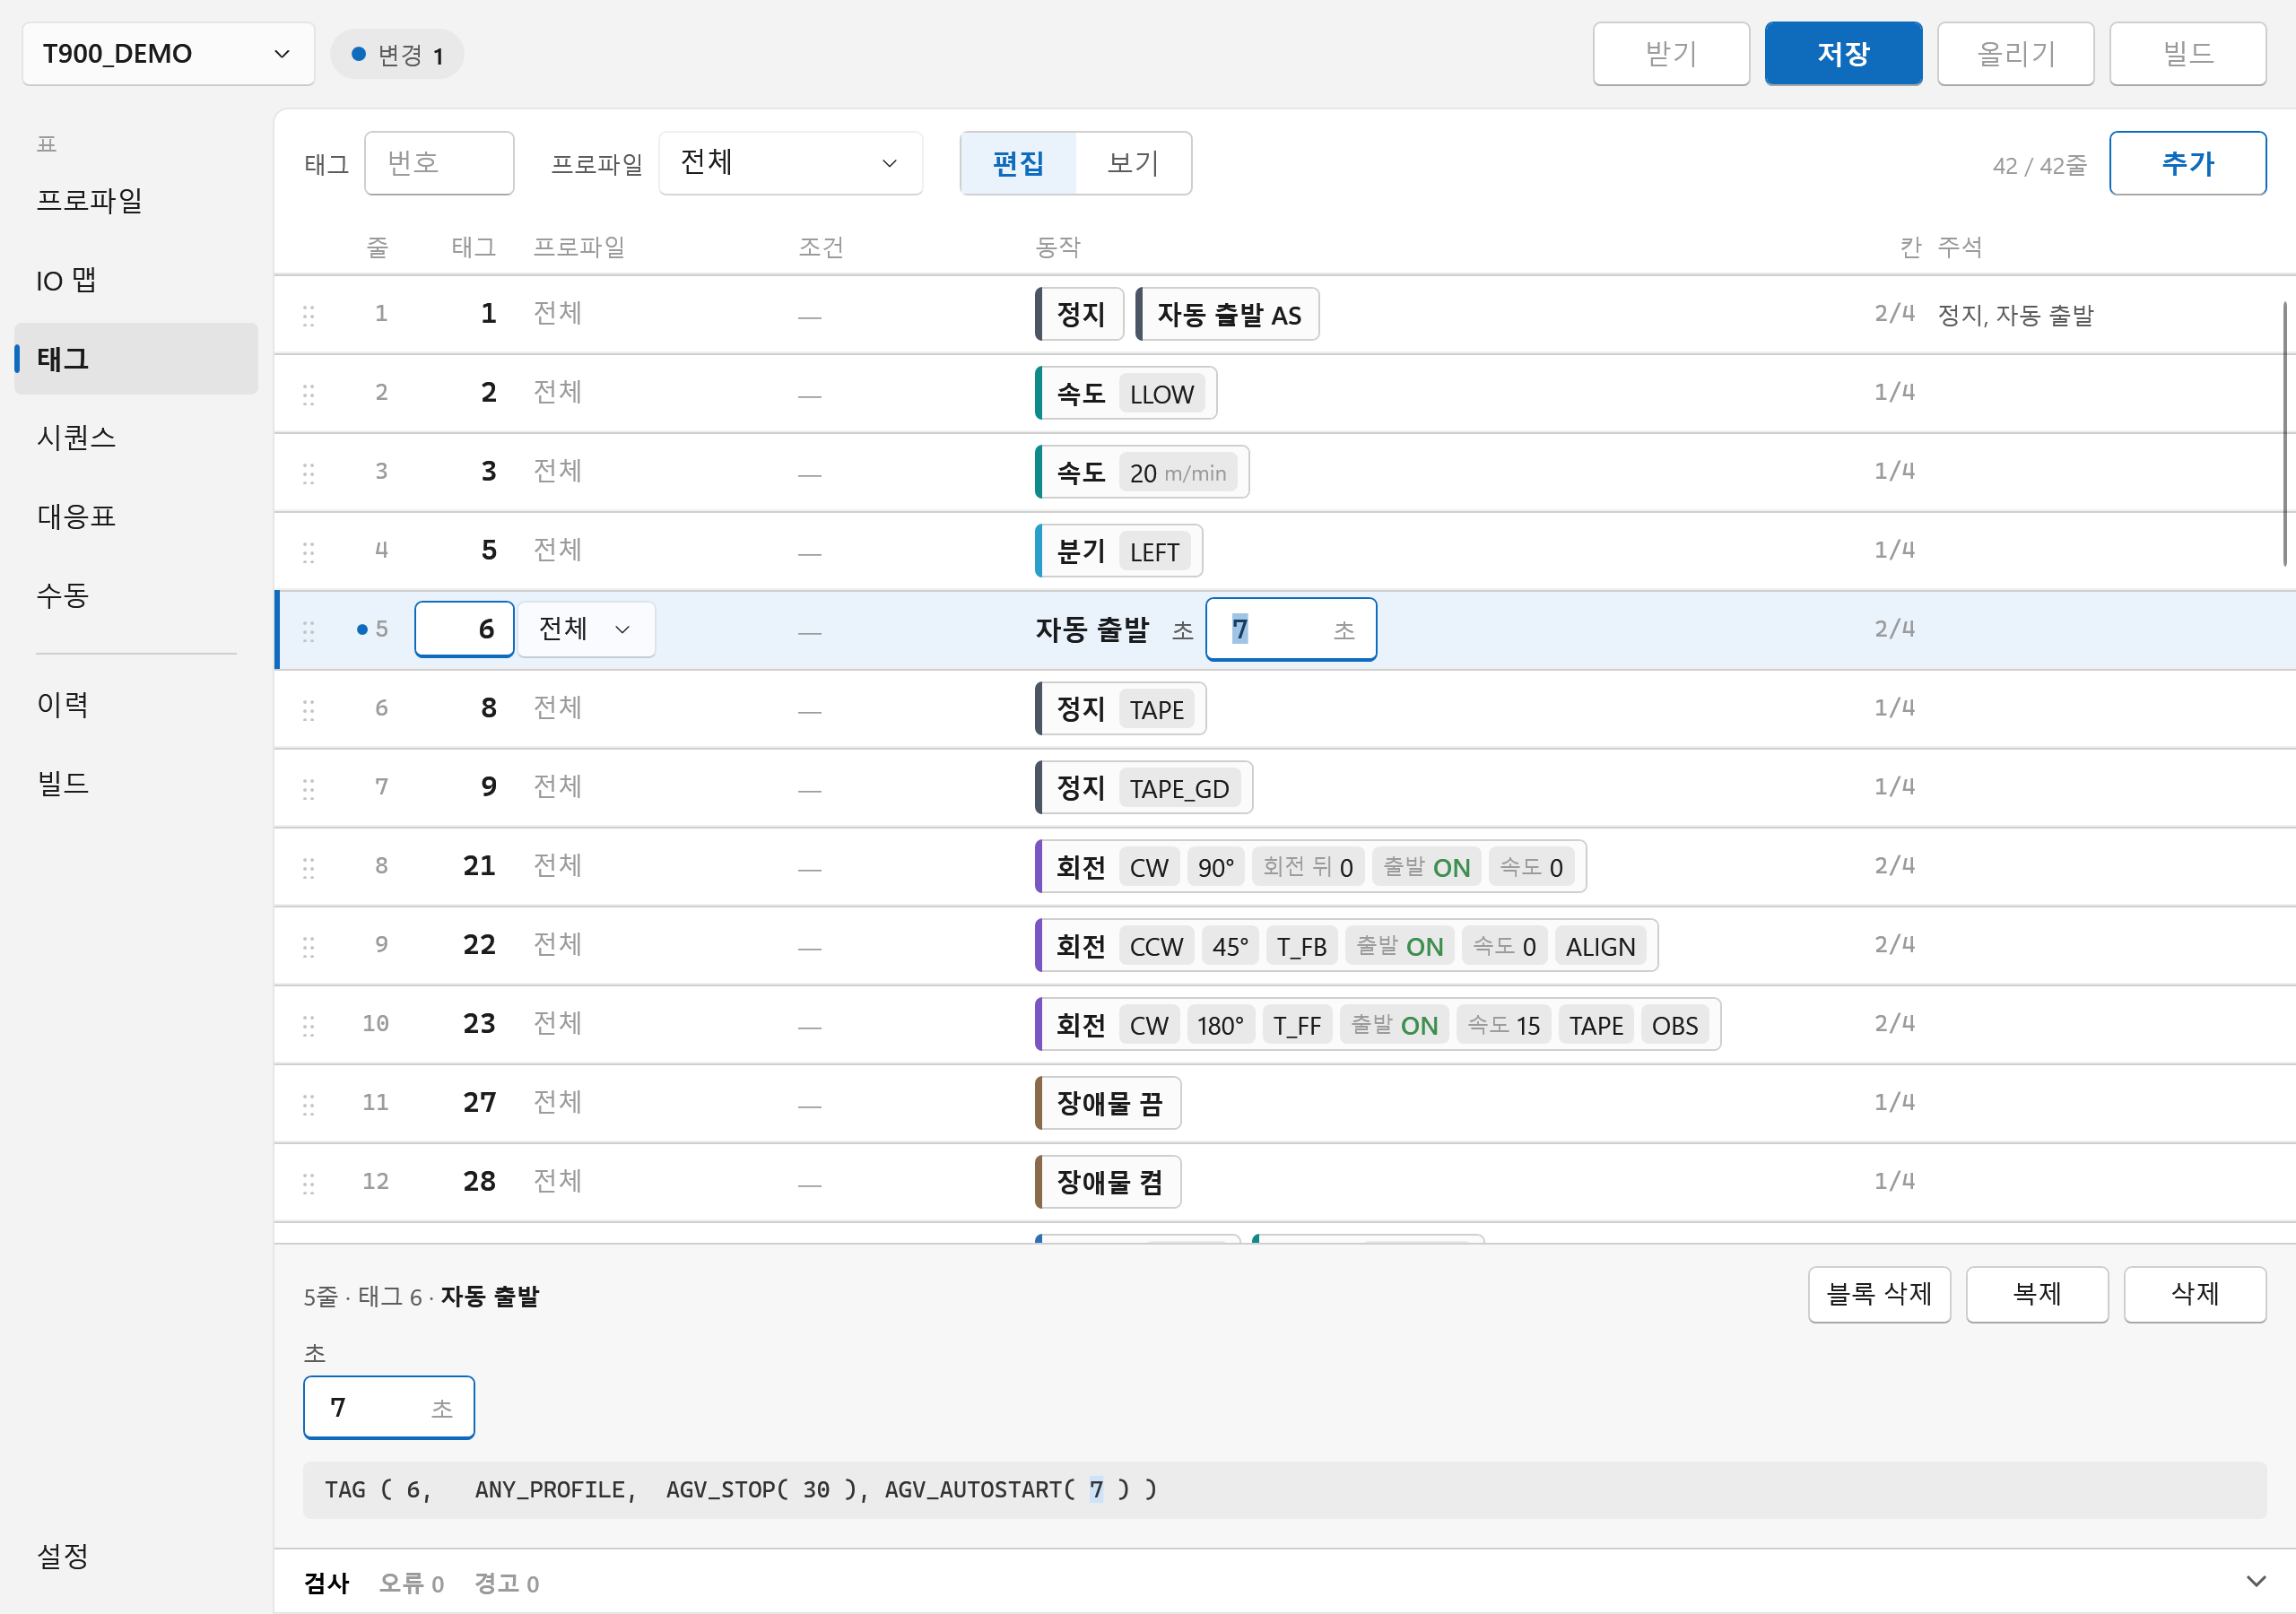 T900_DEMO 변경 1 받기 저장 올리기 빌드
표
프로파일
IO 맵
태그
시퀀스
대응표
수동
이력
빌드
설정
태그 번호 프로파일 전체 편집 보기 42 / 42줄 추가
줄 태그 프로파일 조건 동작 칸 주석
1 1 전체 — 정지 자동 출발 AS 2/4 정지, 자동 출발
2 2 전체 — 속도 LLOW 1/4
3 3 전체 — 속도 20 m/min 1/4
4 5 전체 — 분기 LEFT 1/4
5 6 전체 — 자동 출발 초 7 초 2/4
6 8 전체 — 정지 TAPE 1/4
7 9 전체 — 정지 TAPE_GD 1/4
8 21 전체 — 회전 CW 90° 회전 뒤 0 출발 ON 속도 0 2/4
9 22 전체 — 회전 CCW 45° T_FB 출발 ON 속도 0 ALIGN 2/4
10 23 전체 — 회전 CW 180° T_FF 출발 ON 속도 15 TAPE OBS 2/4
11 27 전체 — 장애물 끔 1/4
12 28 전체 — 장애물 켬 1/4
5줄 · 태그 6 · 자동 출발 블록 삭제 복제 삭제
초
7 초
TAG ( 6, ANY_PROFILE, AGV_STOP( 30 ), AGV_AUTOSTART( 7 ) )
검사 오류 0 경고 0